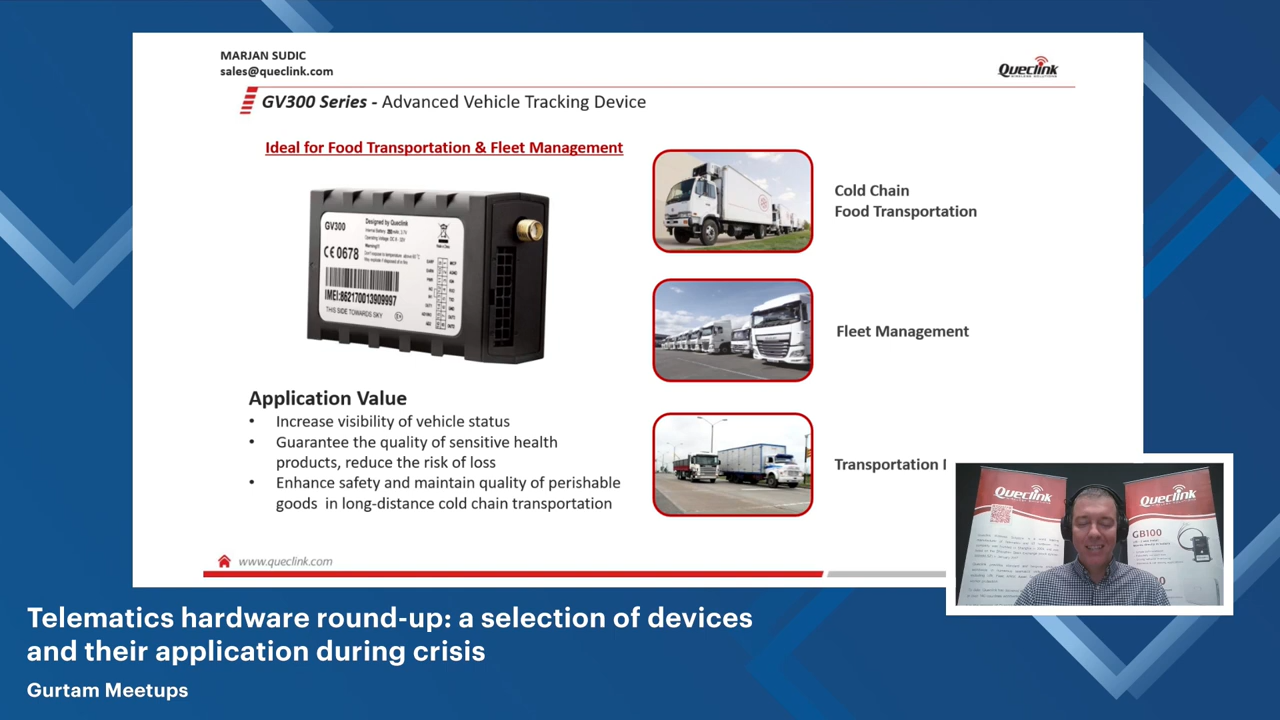 MARJAN SUDIC
sales@queclink.com
Queclink
GV300 Series - Advanced Vehicle Tracking Device
Ideal for Food Transportation & Fleet Management
GV300
Designed by Queclink
CE 0678
IMEI:862170013909997
THIS SIDE TOWARDS SKY
Cold Chain
Food Transportation
Fleet Management
Transportation
Application Value
• Increase visibility of vehicle status
• Guarantee the quality of sensitive health
products, reduce the risk of loss
• Enhance safety and maintain quality of perishable
goods in long-distance cold chain transportation
www.queclink.com
Queclink
Queclink
GB100
Telematics hardware round-up: a selection of devices
and their application during crisis
Gurtam Meetups